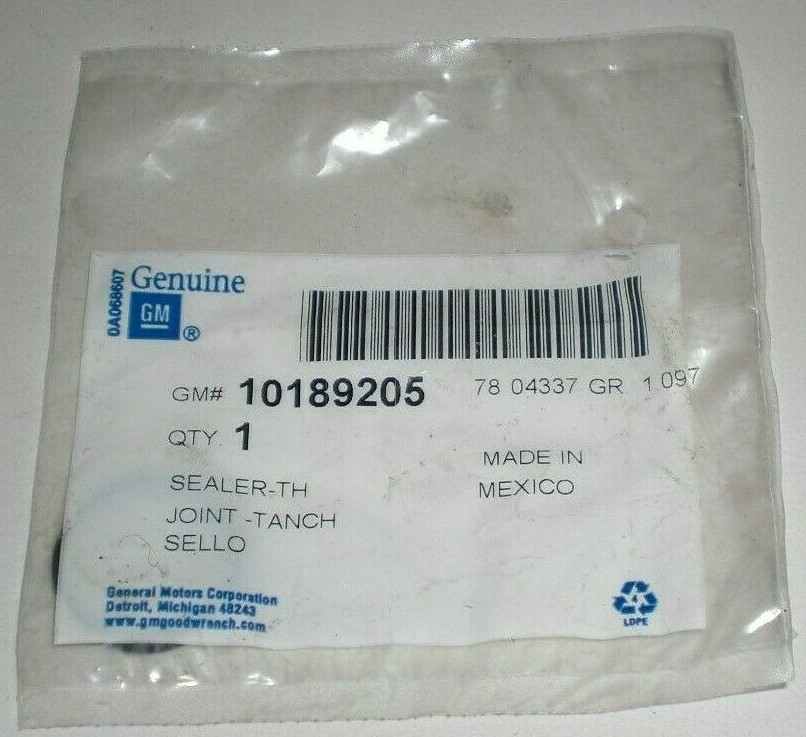 0A068607
Genuine
GM ®
GM# 10189205 78 04337 GR 1.097
QTY. 1
MADE IN
MEXICO
SEALER-TH
JOINT -TANCH
SELLO
General Motors Corporation
Detroit, Michigan 48243
www.gmgoodwrench.com
4
LDPE